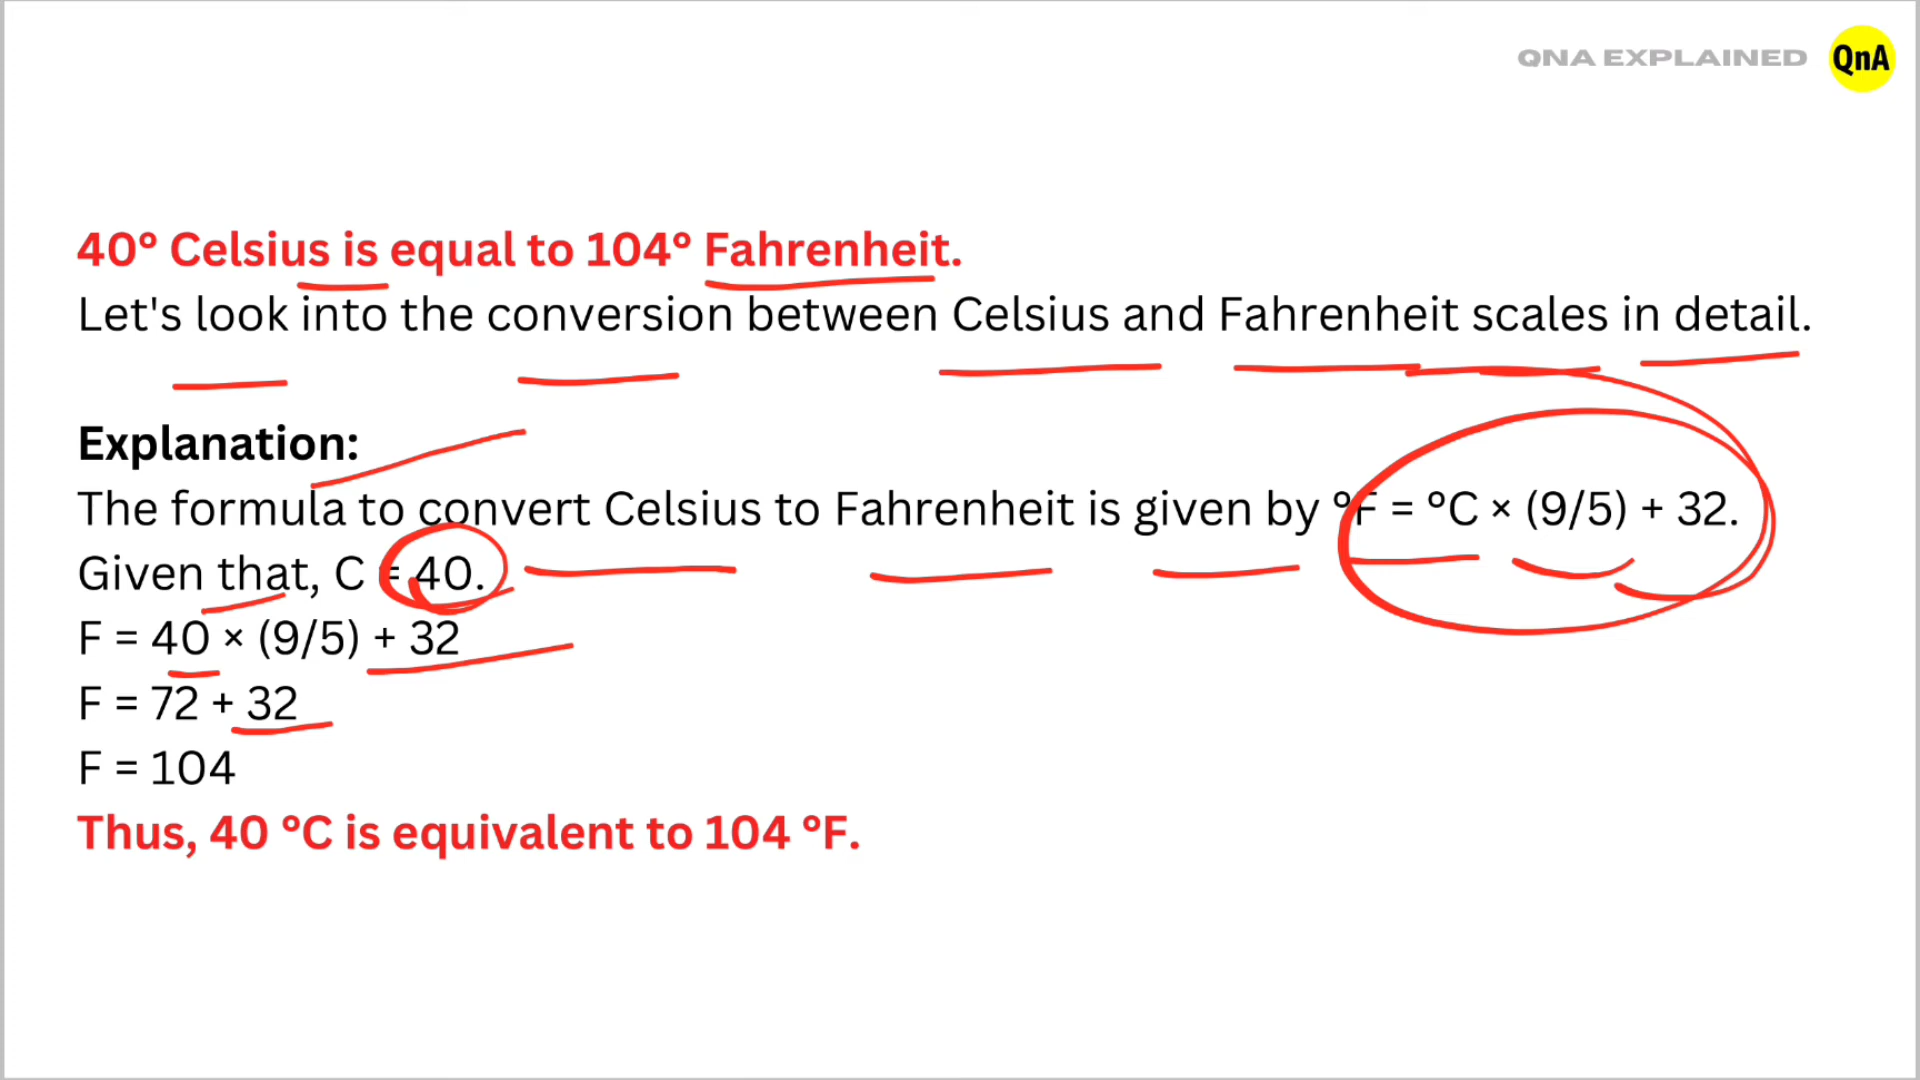 QNA EXPLAINED QnA
40° Celsius is equal to 104° Fahrenheit.
Let's look into the conversion between Celsius and Fahrenheit scales in detail.
Explanation:
The formula to convert Celsius to Fahrenheit is given by °F = °C × (9/5) + 32.
Given that, C = 40.
F = 40 × (9/5) + 32
F = 72 + 32
F = 104
Thus, 40 °C is equivalent to 104 °F.